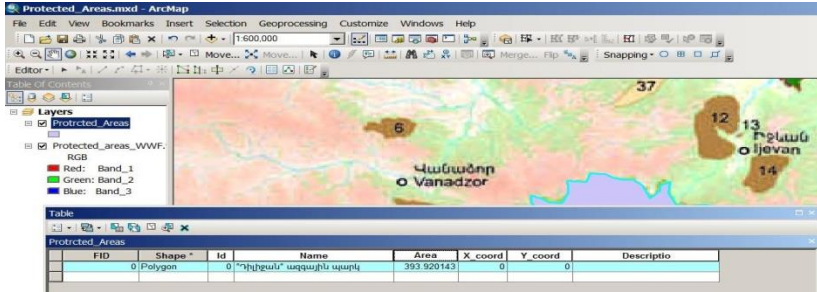 Protected_Areas.mxd - ArcMap
File Edit View Bookmarks Insert Selection Geoprocessing Customize Windows Help
1:600,000
Move... Move... Merge... Flip Snapping
Editor
Table Of Contents
Layers
Protrcted_Areas
Protected_areas_WWF.
RGB
Red: Band_1
Green: Band_2
Blue: Band_3
37
12
13
6
Իջևան
Ijevan
14
Վանաձոր
Vanadzor
Table
Protrcted_Areas
FID Shape * Id Name Area X_coord Y_coord Descriptio
0 Polygon 0 "Դիլիջան" ազգային պարկ 393.920143 0 0